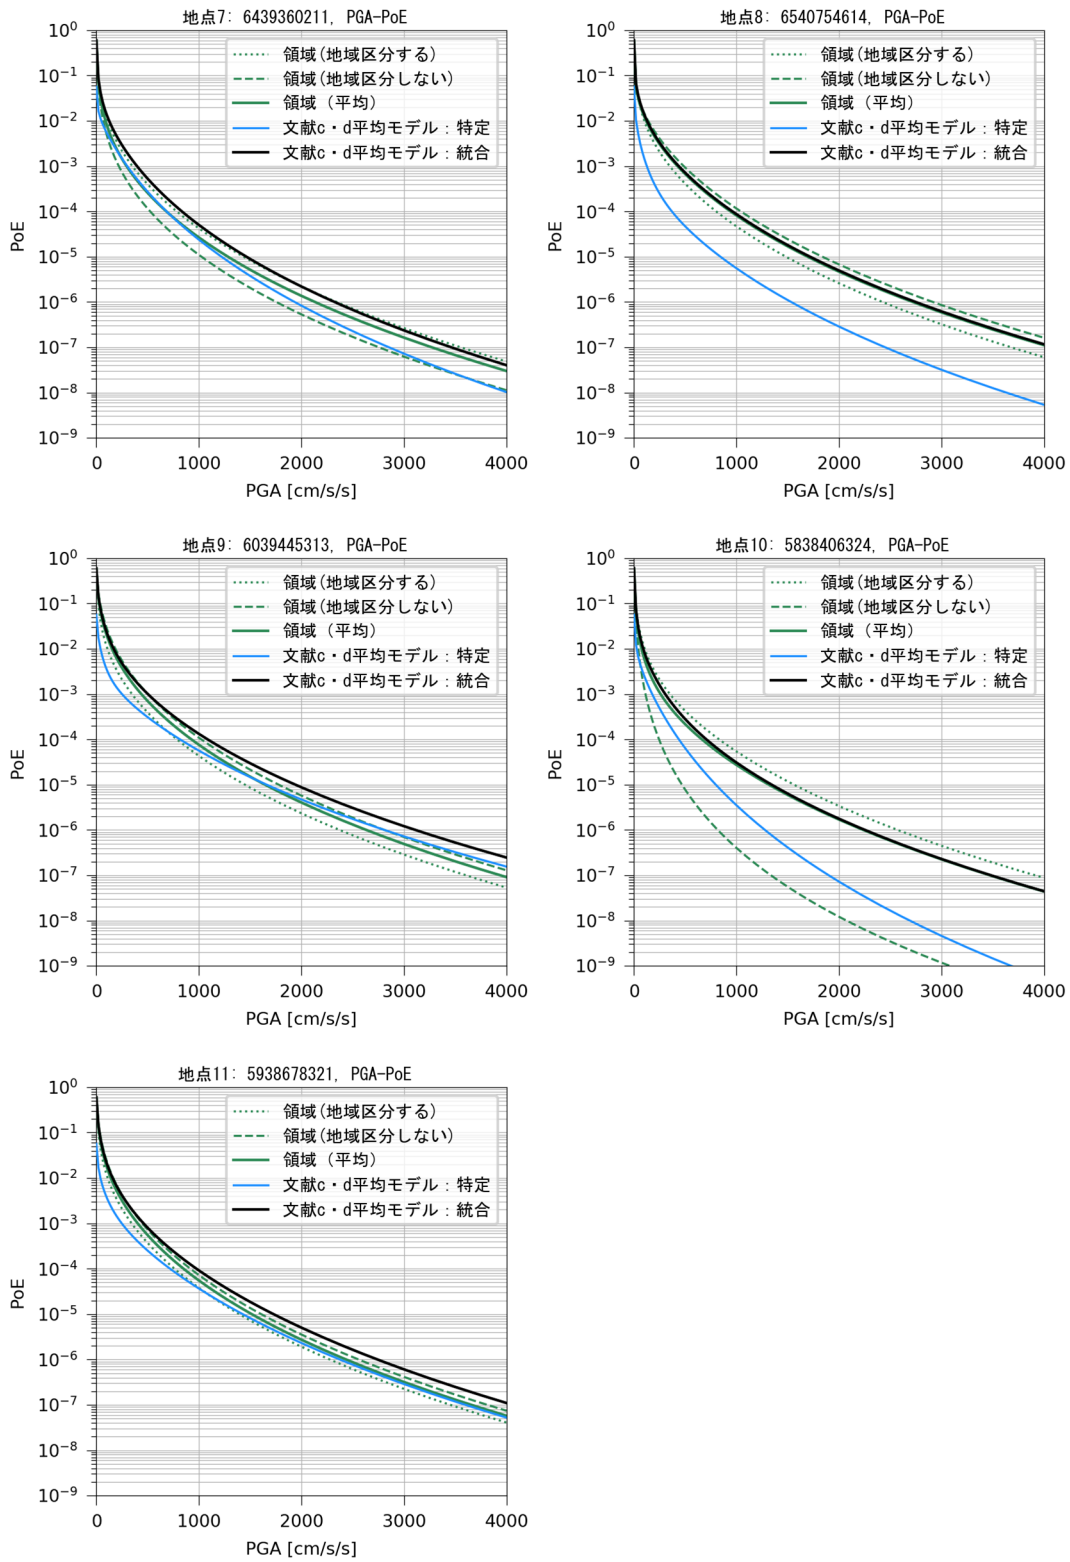 地点7: 6439360211, PGA-PoE
領域(地域区分する)
領域(地域区分しない)
領域（平均）
文献c・d平均モデル：特定
文献c・d平均モデル：統合
10^0
10^-1
10^-2
10^-3
10^-4
10^-5
10^-6
10^-7
10^-8
10^-9
PoE
0 1000 2000 3000 4000
PGA [cm/s/s]
地点8: 6540754614, PGA-PoE
領域(地域区分する)
領域(地域区分しない)
領域（平均）
文献c・d平均モデル：特定
文献c・d平均モデル：統合
10^0
10^-1
10^-2
10^-3
10^-4
10^-5
10^-6
10^-7
10^-8
10^-9
PoE
0 1000 2000 3000 4000
PGA [cm/s/s]
地点9: 6039445313, PGA-PoE
領域(地域区分する)
領域(地域区分しない)
領域（平均）
文献c・d平均モデル：特定
文献c・d平均モデル：統合
10^0
10^-1
10^-2
10^-3
10^-4
10^-5
10^-6
10^-7
10^-8
10^-9
PoE
0 1000 2000 3000 4000
PGA [cm/s/s]
地点10: 5838406324, PGA-PoE
領域(地域区分する)
領域(地域区分しない)
領域（平均）
文献c・d平均モデル：特定
文献c・d平均モデル：統合
10^0
10^-1
10^-2
10^-3
10^-4
10^-5
10^-6
10^-7
10^-8
10^-9
PoE
0 1000 2000 3000 4000
PGA [cm/s/s]
地点11: 5938678321, PGA-PoE
領域(地域区分する)
領域(地域区分しない)
領域（平均）
文献c・d平均モデル：特定
文献c・d平均モデル：統合
10^0
10^-1
10^-2
10^-3
10^-4
10^-5
10^-6
10^-7
10^-8
10^-9
PoE
0 1000 2000 3000 4000
PGA [cm/s/s]